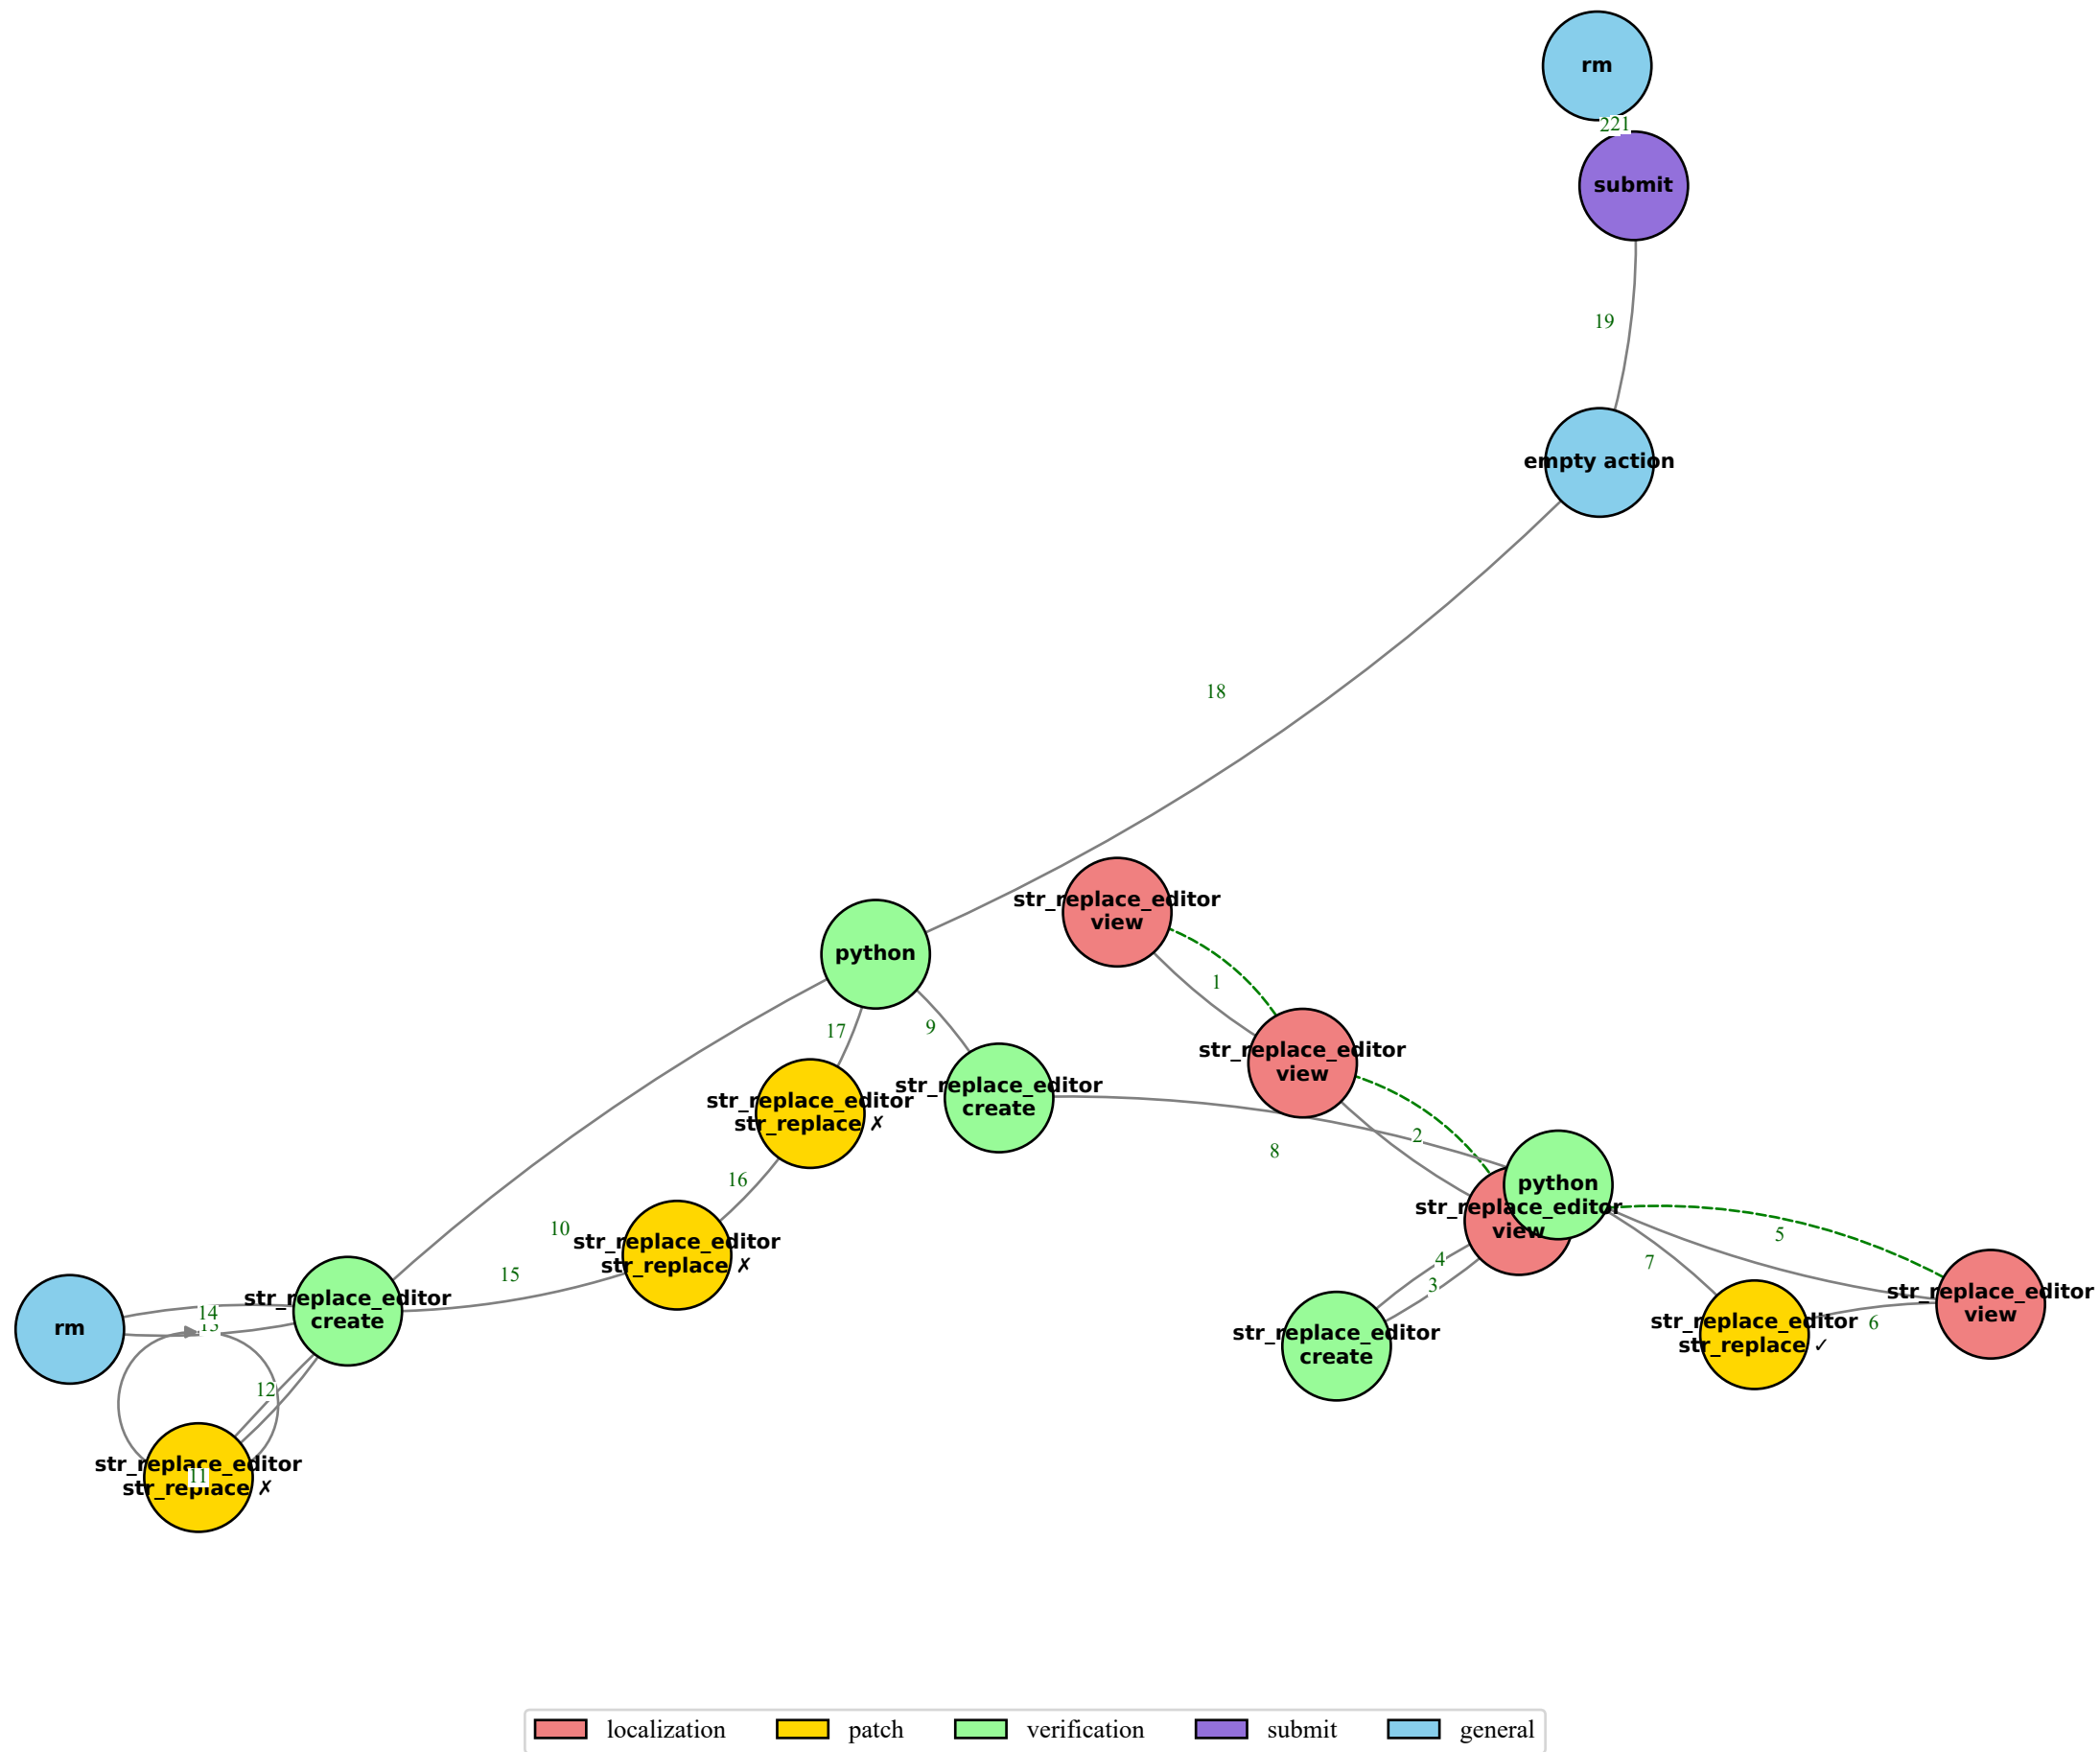 rm
221
submit
19
empty action
18
str_replace_editor
view
python
1
17
9
str_replace_editor
view
str_replace_editor
create
str_replace_editor
str_replace ✗
2
8
16
python
str_replace_editor
view
10
str_replace_editor
str_replace ✗
5
4
7
15
3
str_replace_editor
view
str_replace_editor
create
14
13
rm
str_replace_editor
str_replace ✓
6
str_replace_editor
create
12
str_replace_editor
str_replace ✗
11
localization
patch
verification
submit
general